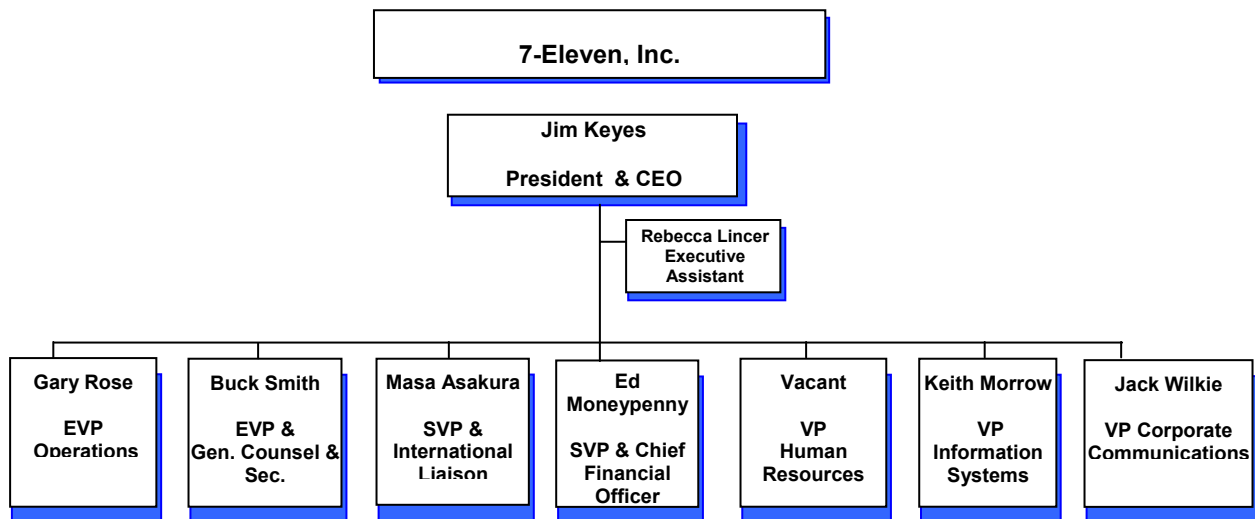 7-Eleven, Inc.
Jim Keyes
President & CEO
Rebecca Lincer
Executive
Assistant
Gary Rose
EVP
Operations
Buck Smith
EVP &
Gen. Counsel &
Sec.
Masa Asakura
SVP &
International
Liaison
Ed
Moneypenny
SVP & Chief
Financial
Officer
Vacant
VP
Human
Resources
Keith Morrow
VP
Information
Systems
Jack Wilkie
VP Corporate
Communications